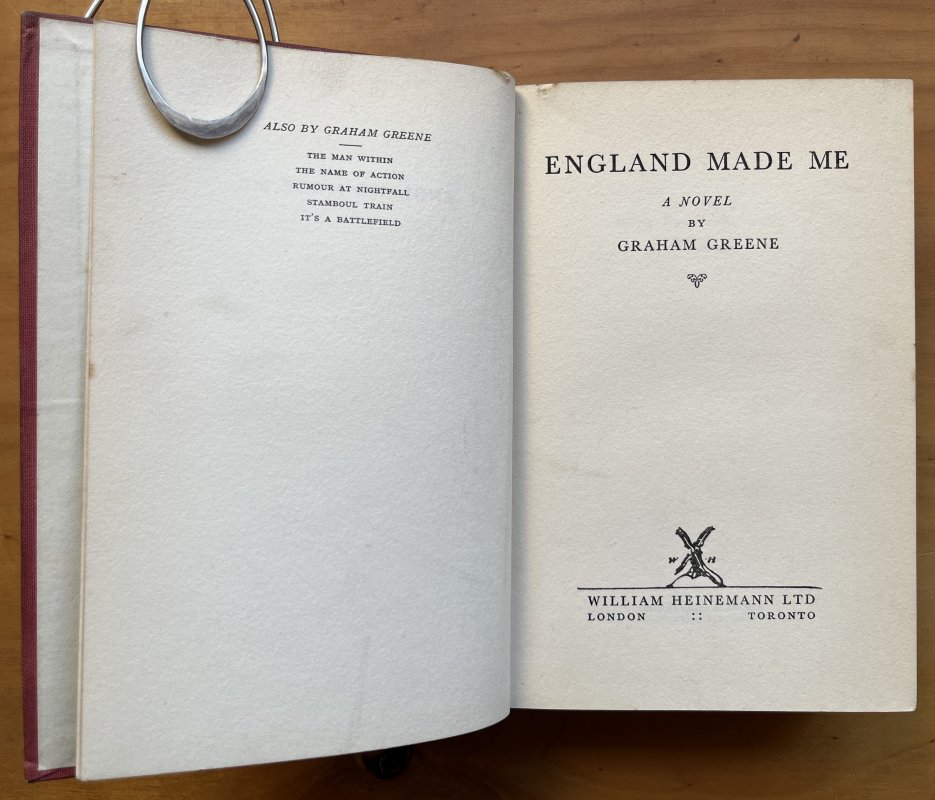 ALSO BY GRAHAM GREENE
THE MAN WITHIN
THE NAME OF ACTION
RUMOUR AT NIGHTFALL
STAMBOUL TRAIN
IT'S A BATTLEFIELD
ENGLAND MADE ME
A NOVEL
BY
GRAHAM GREENE
W H
WILLIAM HEINEMANN LTD
LONDON :: TORONTO